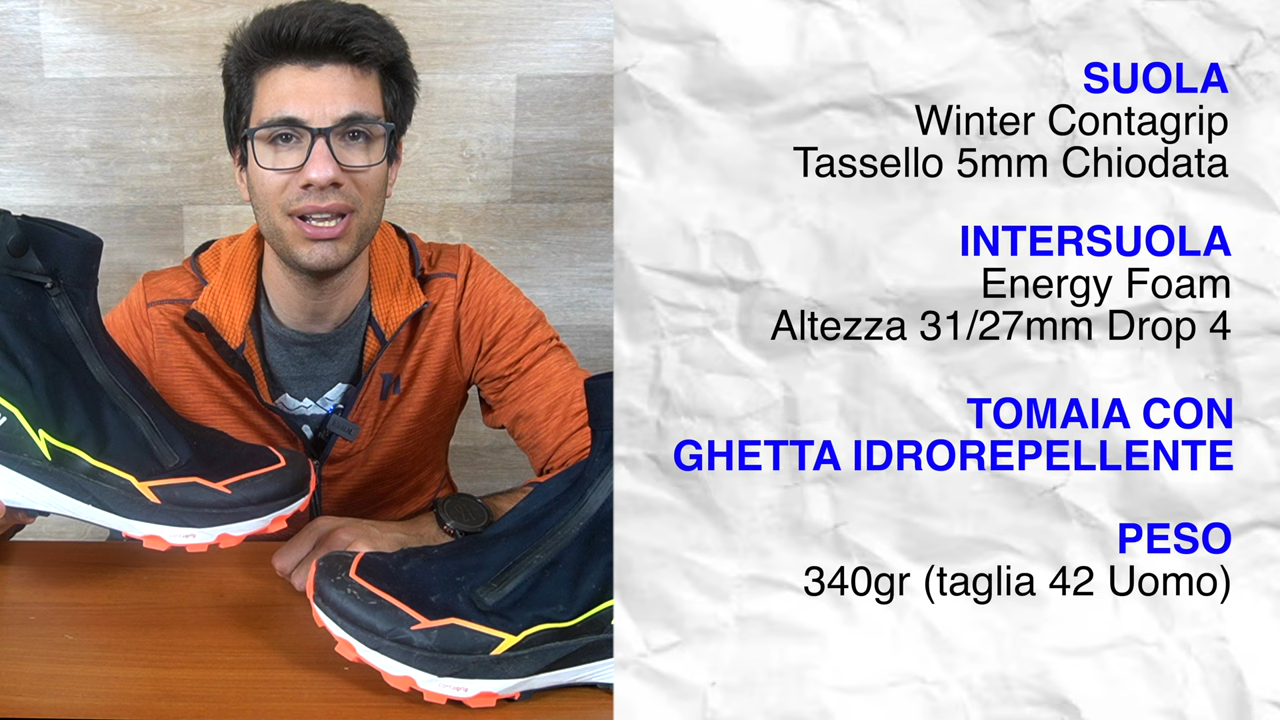 SUOLA
Winter Contagrip
Tassello 5mm Chiodata
INTERSUOLA
Energy Foam
Altezza 31/27mm Drop 4
TOMAIA CON
GHETTA IDROREPELLENTE
PESO
340gr (taglia 42 Uomo)